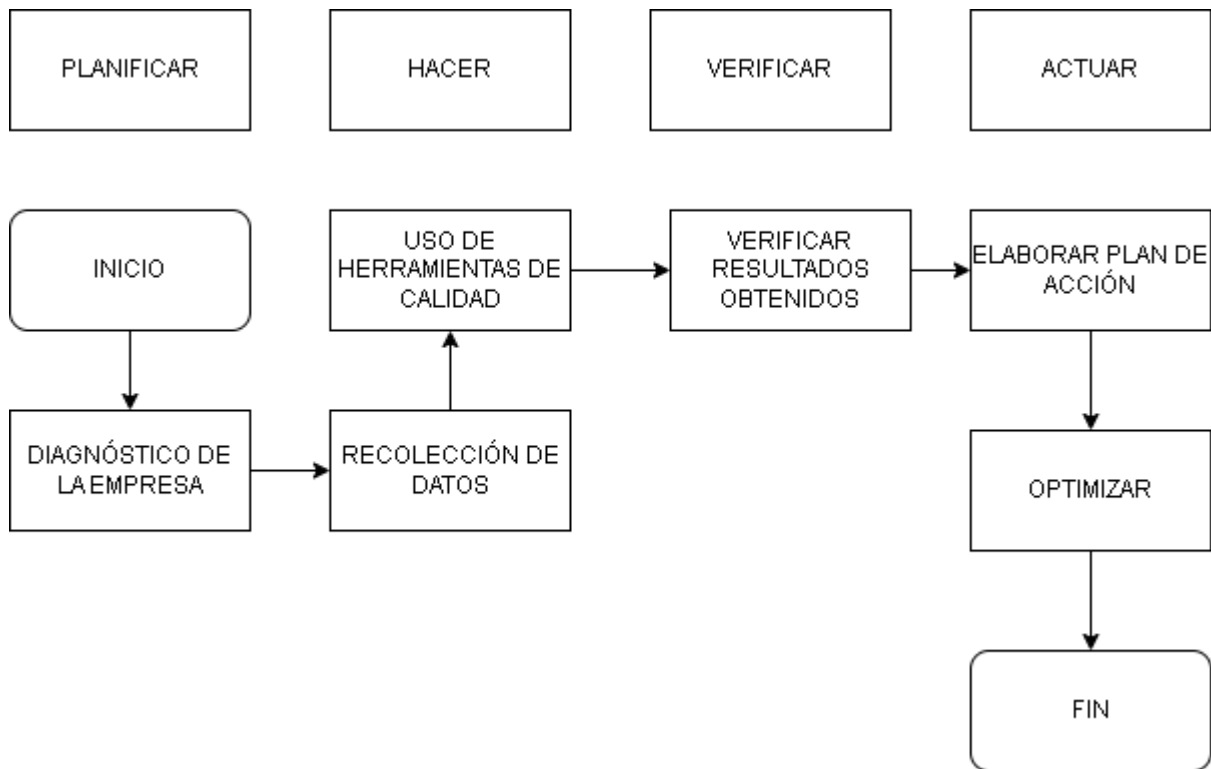 PLANIFICAR
HACER
VERIFICAR
ACTUAR
INICIO
USO DE
HERRAMIENTAS DE
CALIDAD
VERIFICAR
RESULTADOS
OBTENIDOS
ELABORAR PLAN DE
ACCIÓN
DIAGNÓSTICO DE
LA EMPRESA
RECOLECCIÓN DE
DATOS
OPTIMIZAR
FIN